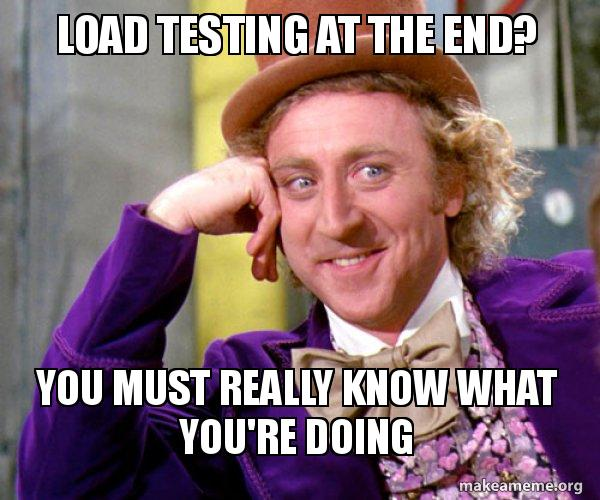 LOAD TESTING AT THE END?
YOU MUST REALLY KNOW WHAT
YOU'RE DOING
makeameme.org